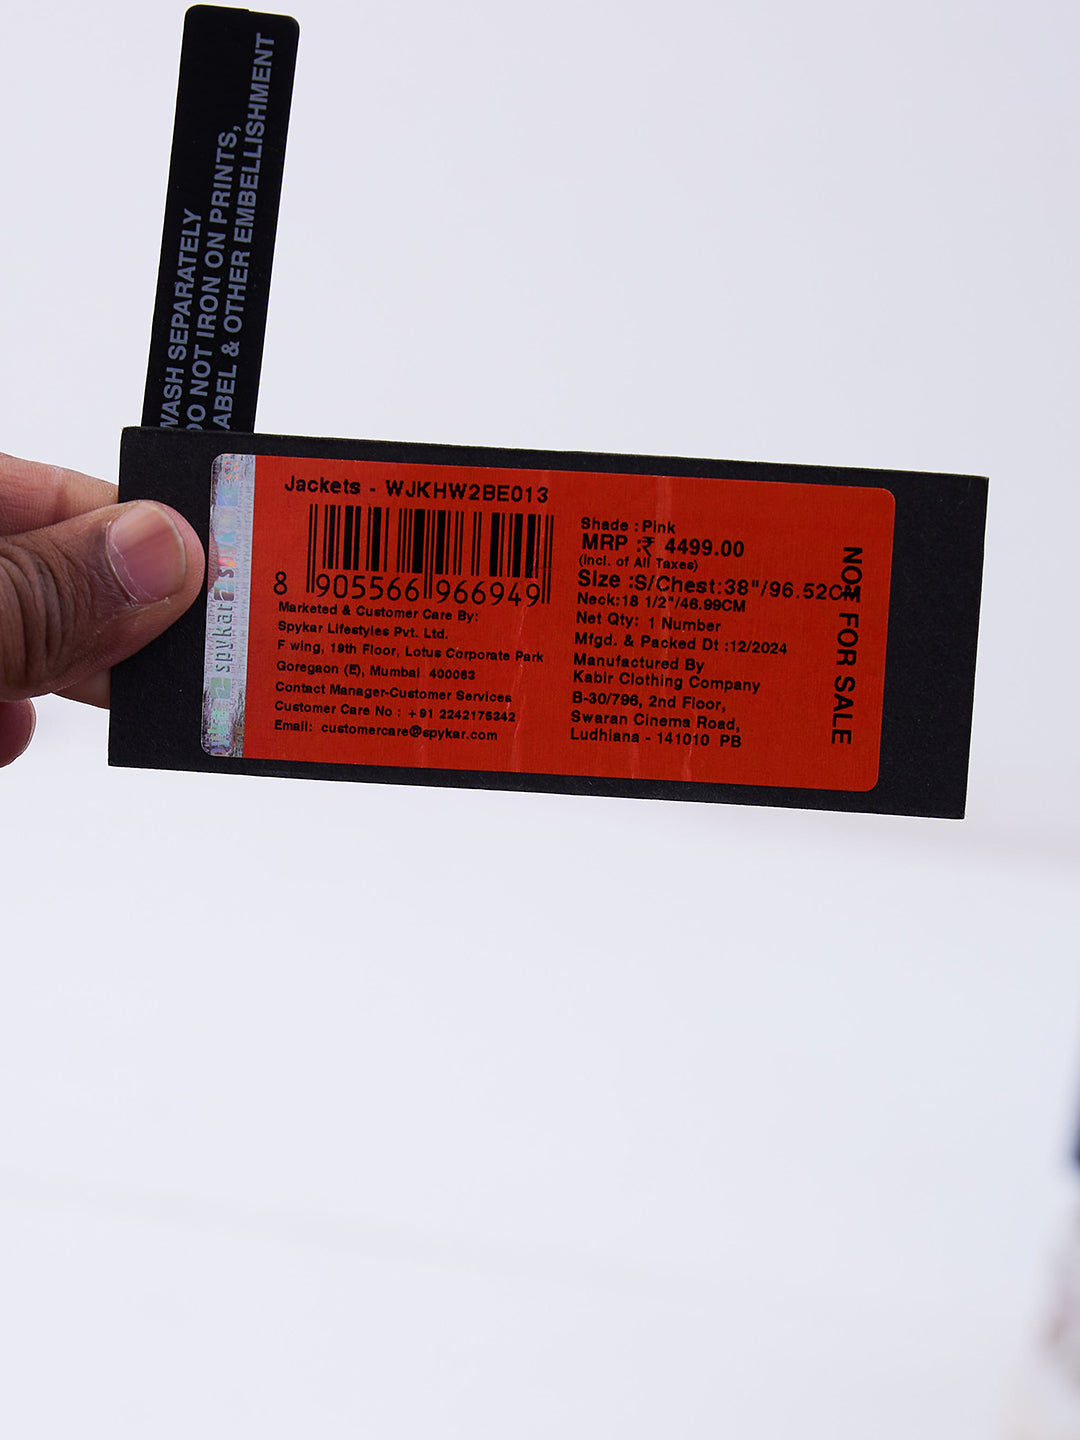 WASH SEPARATELY
DO NOT IRON ON PRINTS,
LABEL & OTHER EMBELLISHMENT
spykar
Jackets - WJKHW2BE013
8 905566 966949
Marketed & Customer Care By:
Spykar Lifestyles Pvt. Ltd.
F wing, 19th Floor, Lotus Corporate Park
Goregaon (E), Mumbai 400063
Contact Manager-Customer Services
Customer Care No : +91 2242176342
Email: customercare@spykar.com
Shade : Pink
MRP :₹ 4499.00
(Incl. of All Taxes)
Size :S/Chest:38"/96.52CM
Neck:18 1/2"/46.99CM
Net Qty: 1 Number
Mfgd. & Packed Dt :12/2024
Manufactured By
Kabir Clothing Company
B-30/796, 2nd Floor,
Swaran Cinema Road,
Ludhiana - 141010 PB
NOT FOR SALE